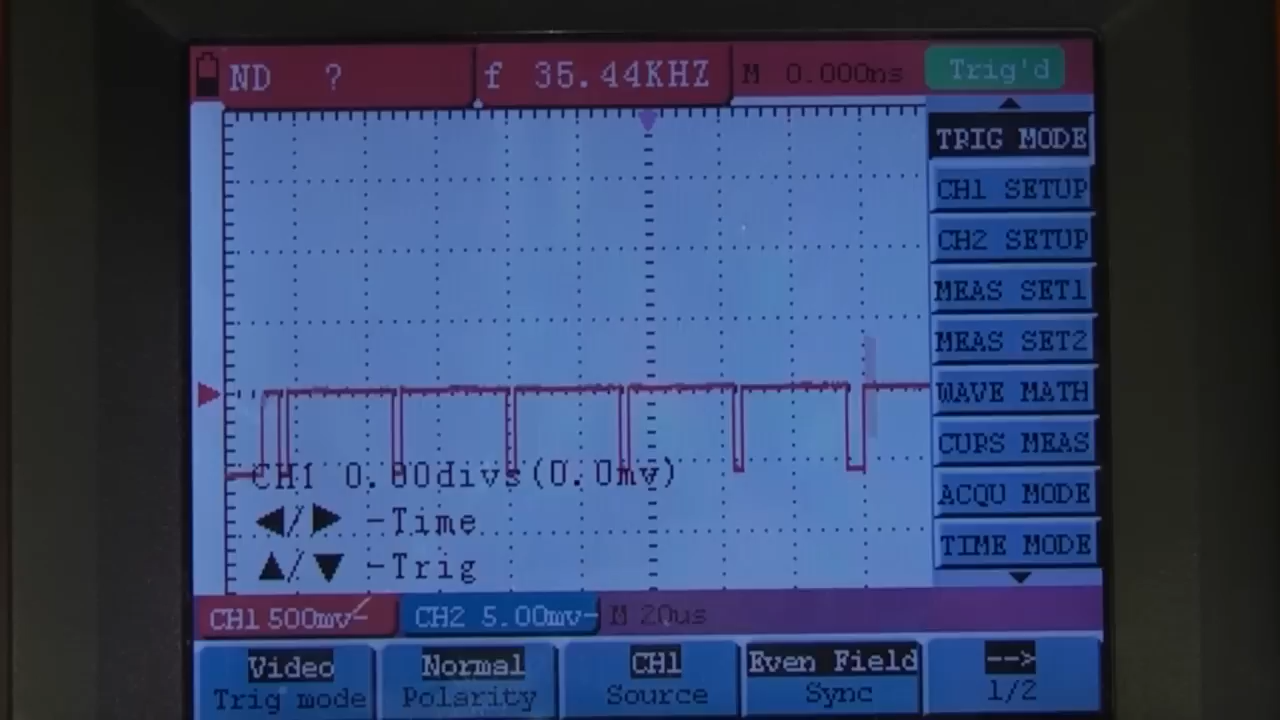 ND ? f 35.44KHZ M 0.000ns Trig'd
TRIG MODE
CH1 SETUP
CH2 SETUP
MEAS SET1
MEAS SET2
WAVE MATH
CURS MEAS
ACQU MODE
TIME MODE
CH1 0.00divs(0.0mv)
◀/▶ -Time
▲/▼ -Trig
CH1 500mv CH2 5.00mv M 20us
Video Normal CH1 Even Field -->
Trig mode Polarity Source Sync 1/2